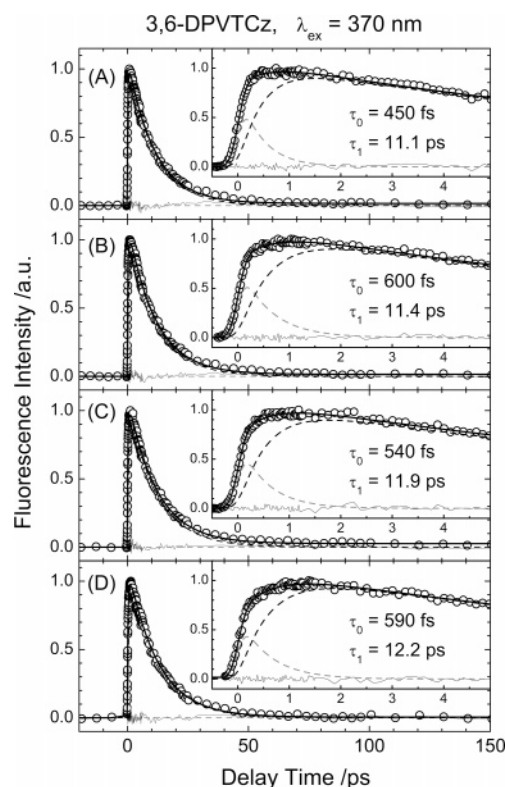 3,6-DPVTCz, λex = 370 nm
Fluorescence Intensity /a.u.
(A)
1.0
0.5
0.0
1.0
0.5
0.0
0 1 2 3 4
τ0 = 450 fs
τ1 = 11.1 ps
(B)
1.0
0.5
0.0
1.0
0.5
0.0
0 1 2 3 4
τ0 = 600 fs
τ1 = 11.4 ps
(C)
1.0
0.5
0.0
1.0
0.5
0.0
0 1 2 3 4
τ0 = 540 fs
τ1 = 11.9 ps
(D)
1.0
0.5
0.0
1.0
0.5
0.0
0 1 2 3 4
τ0 = 590 fs
τ1 = 12.2 ps
0 50 100 150
Delay Time /ps